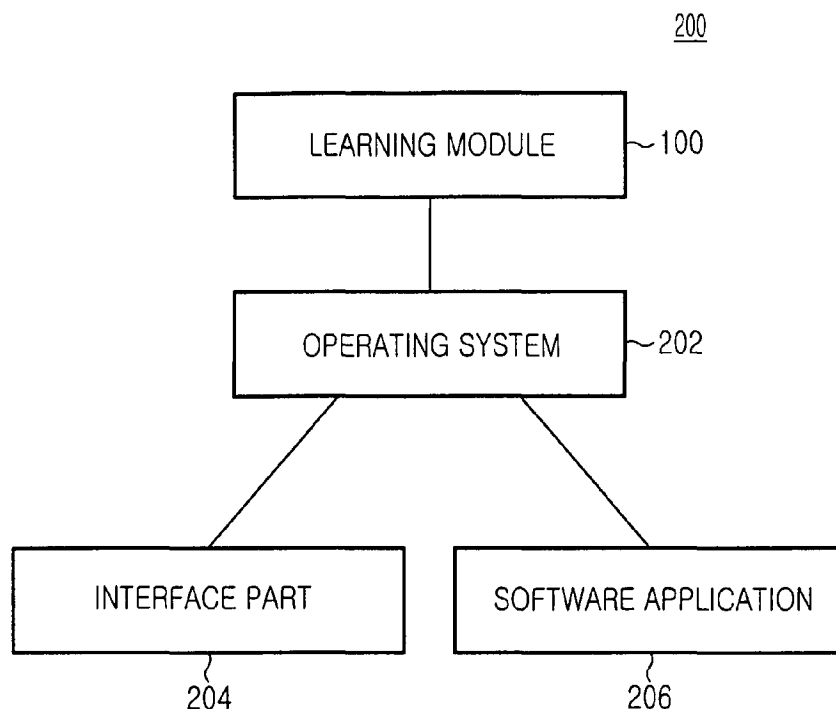 200
LEARNING MODULE
100
OPERATING SYSTEM
202
INTERFACE PART
SOFTWARE APPLICATION
204
206